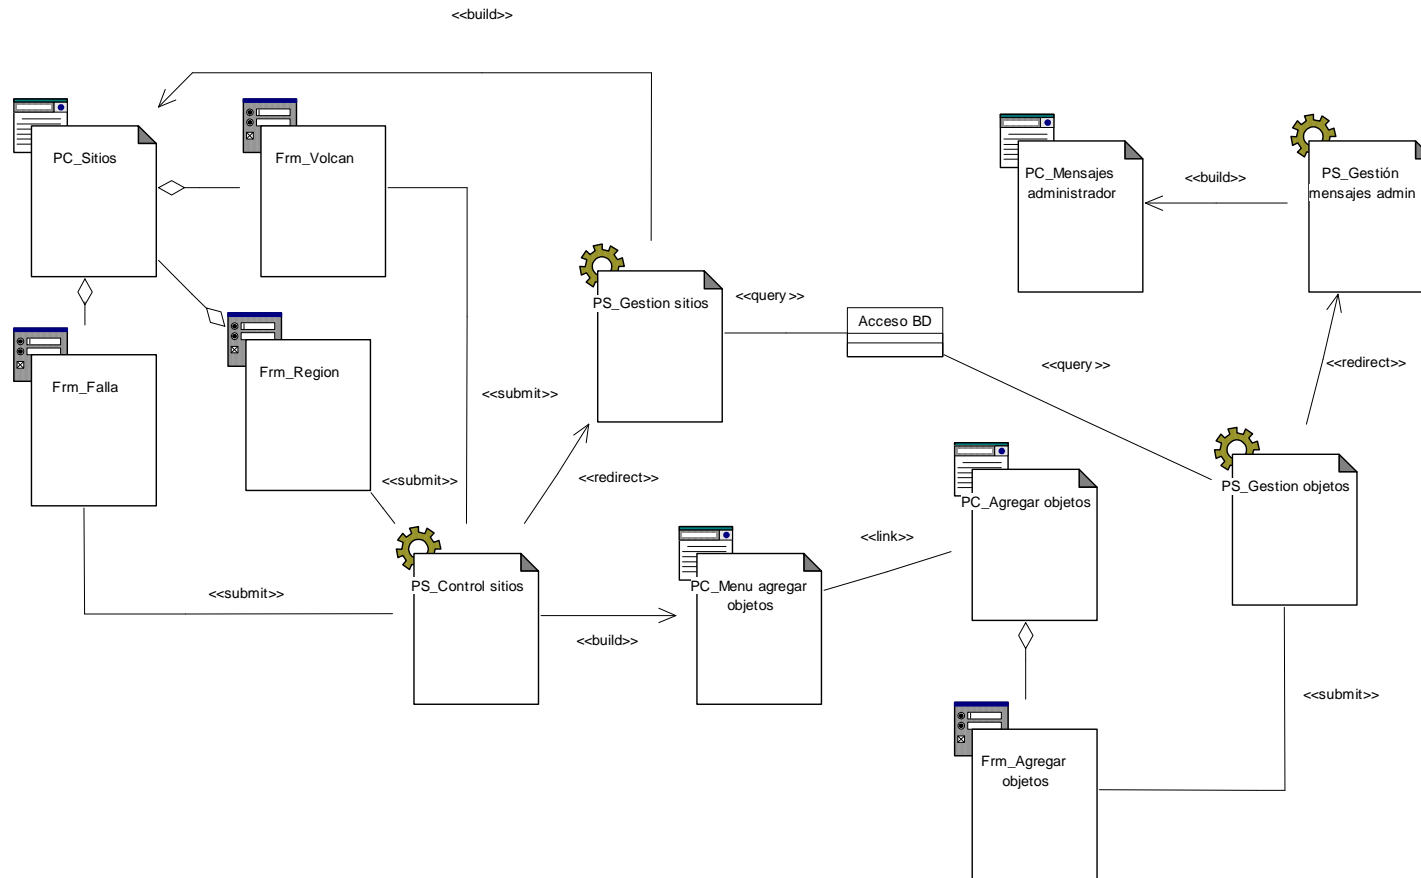 <<build>>
PC_Sitios
Frm_Volcan
PC_Mensajes
administrador
<<build>>
PS_Gestión
mensajes admin
PS_Gestion sitios
<<query>>
Acceso BD
<<query>>
<<redirect>>
Frm_Falla
Frm_Region
<<submit>>
<<submit>>
<<redirect>>
PC_Agregar objetos
PS_Gestion objetos
<<link>>
<<submit>>
PS_Control sitios
<<build>>
PC_Menu agregar
objetos
<<submit>>
Frm_Agregar
objetos